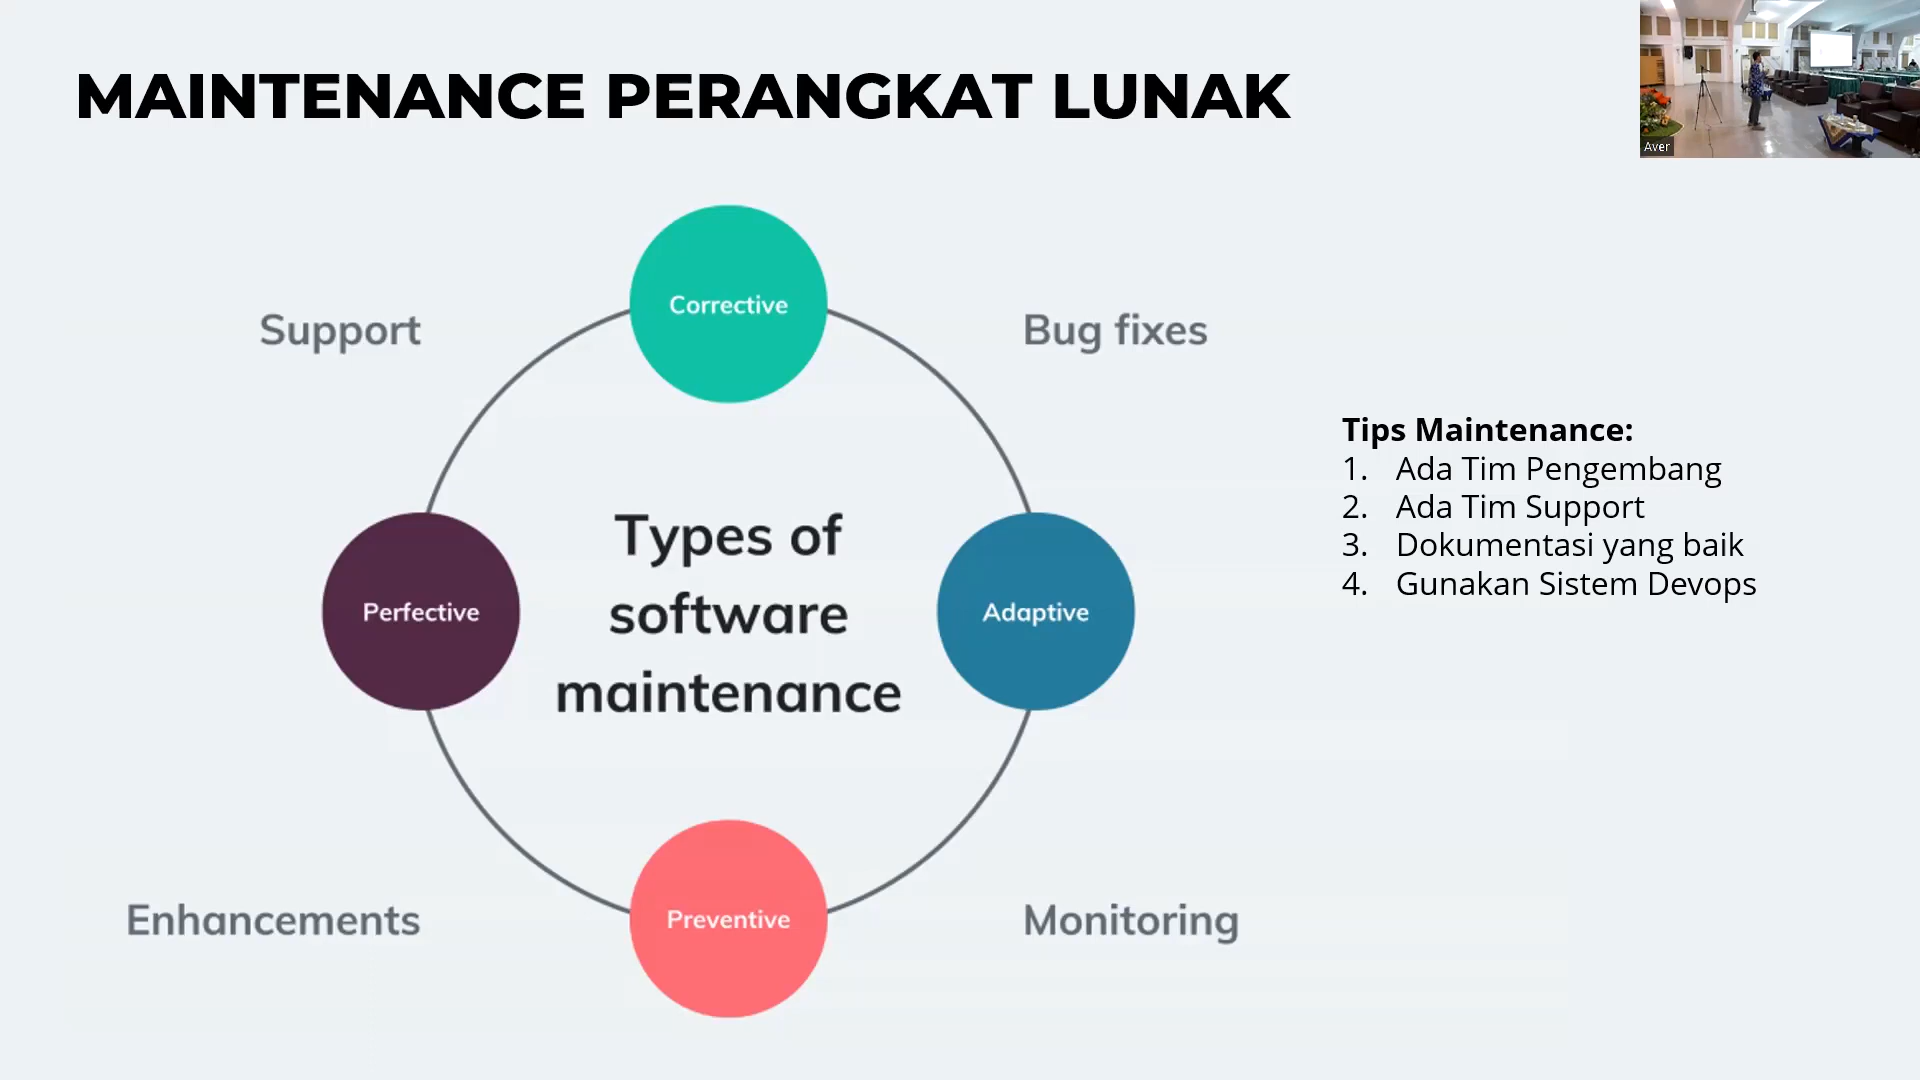 MAINTENANCE PERANGKAT LUNAK
Aver
Corrective
Support
Bug fixes
Types of
software
maintenance
Perfective
Adaptive
Preventive
Enhancements
Monitoring
Tips Maintenance:
1. Ada Tim Pengembang
2. Ada Tim Support
3. Dokumentasi yang baik
4. Gunakan Sistem Devops